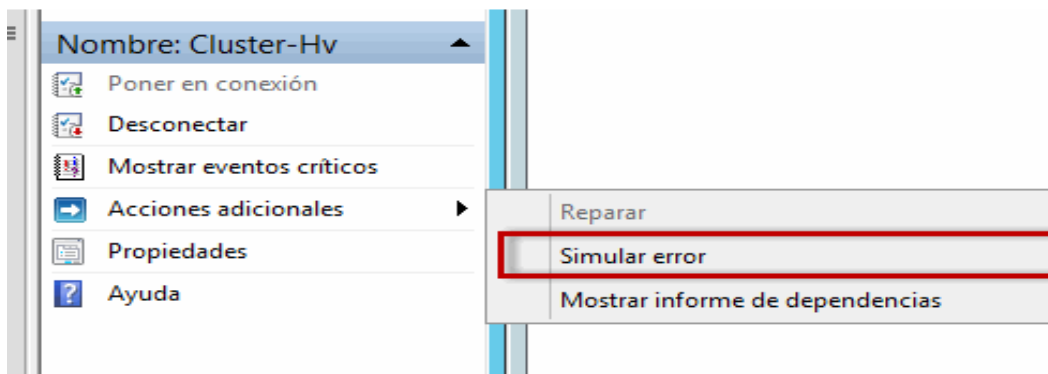 Nombre: Cluster-Hv
Poner en conexión
Desconectar
Mostrar eventos críticos
Acciones adicionales
Propiedades
Ayuda
Reparar
Simular error
Mostrar informe de dependencias